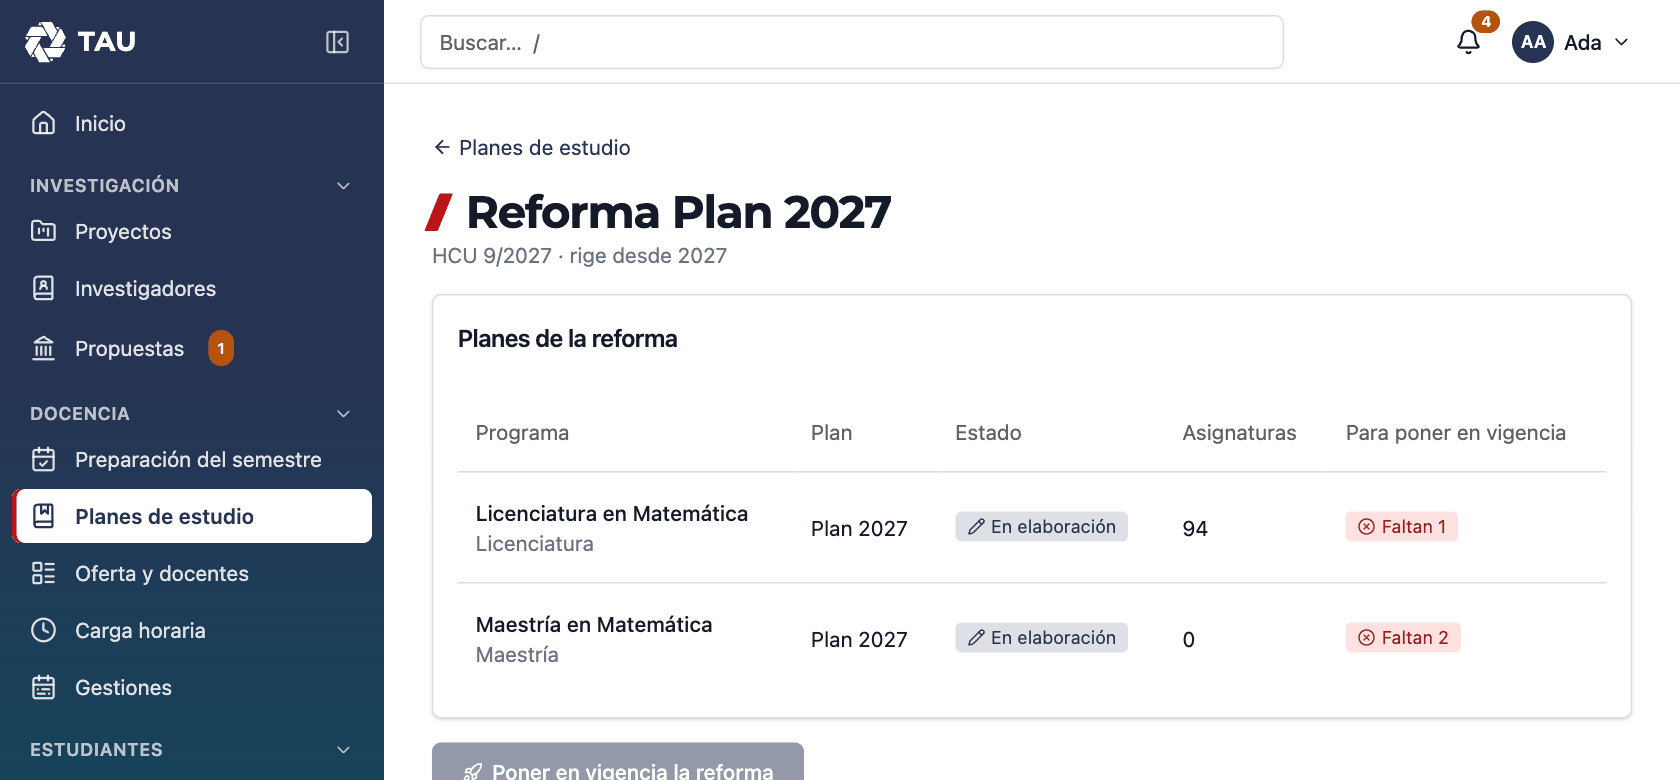 TAU
Buscar... /
4
AA
Ada
Inicio
INVESTIGACIÓN
Proyectos
Investigadores
Propuestas 1
DOCENCIA
Preparación del semestre
Planes de estudio
Oferta y docentes
Carga horaria
Gestiones
ESTUDIANTES
← Planes de estudio
Reforma Plan 2027
HCU 9/2027 · rige desde 2027
Planes de la reforma
Programa Plan Estado Asignaturas Para poner en vigencia
Licenciatura en Matemática
Licenciatura
Plan 2027 En elaboración 94 Faltan 1
Maestría en Matemática
Maestría
Plan 2027 En elaboración 0 Faltan 2
Poner en vigencia la reforma